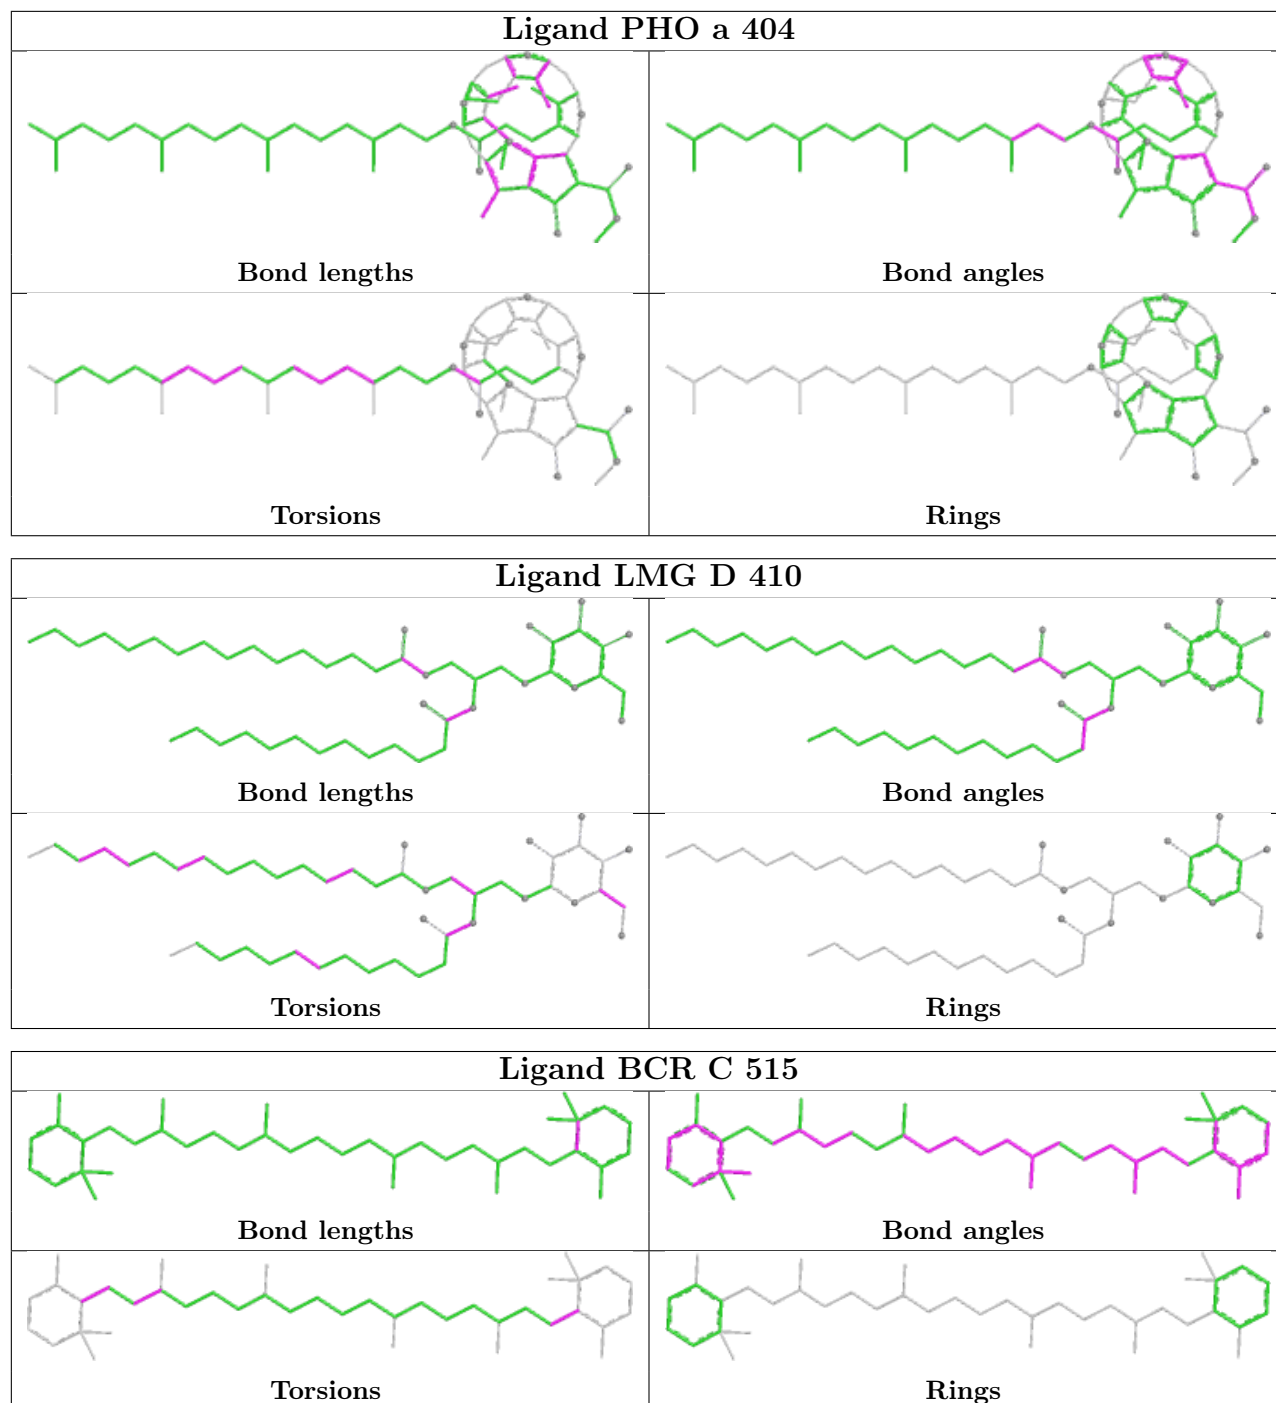 Ligand PHO a 404
Bond lengths
Bond angles
Torsions
Rings
Ligand LMG D 410
Bond lengths
Bond angles
Torsions
Rings
Ligand BCR C 515
Bond lengths
Bond angles
Torsions
Rings